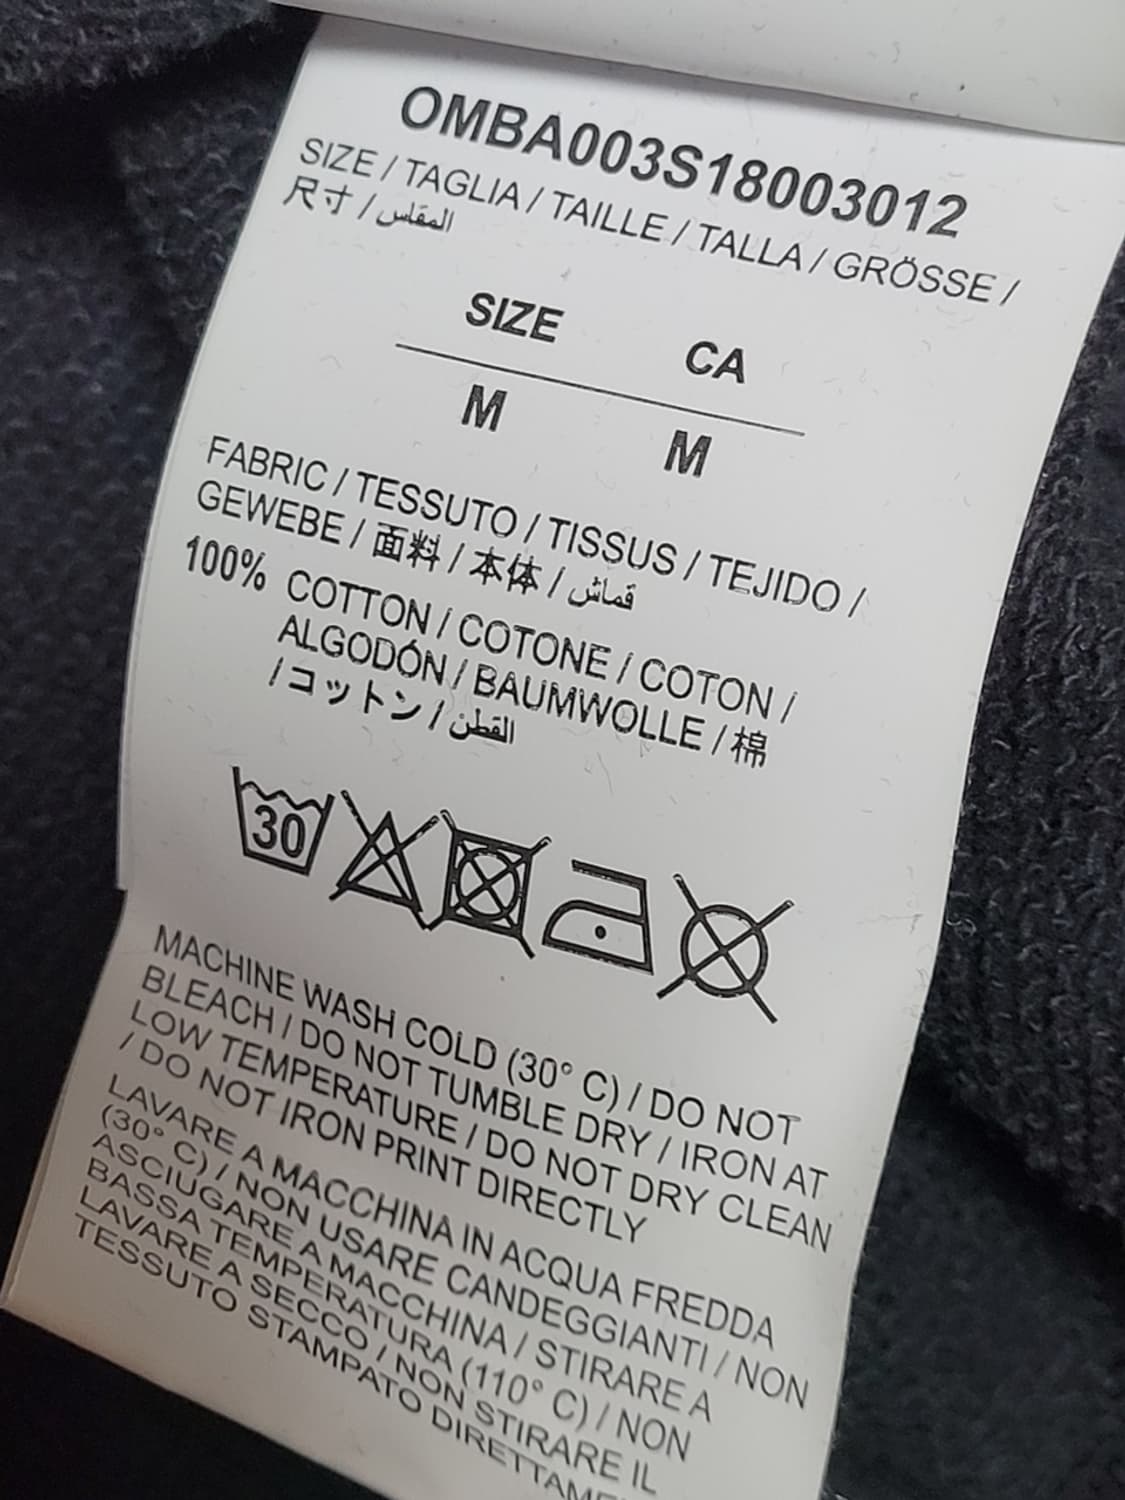 OMBA003S18003012
SIZE / TAGLIA / TAILLE / TALLA / GRÖSSE /
尺寸 / المقاس
SIZE CA
M M
FABRIC / TESSUTO / TISSUS / TEJIDO /
GEWEBE / 面料 / 本体 / قماش
100% COTTON / COTONE / COTON /
ALGODÓN / BAUMWOLLE / 棉
/ コットン / القطن
30
MACHINE WASH COLD (30° C) / DO NOT
BLEACH / DO NOT TUMBLE DRY / IRON AT
LOW TEMPERATURE / DO NOT DRY CLEAN
/ DO NOT IRON PRINT DIRECTLY
LAVARE A MACCHINA IN ACQUA FREDDA
(30° C) / NON USARE CANDEGGIANTI / NON
ASCIUGARE A MACCHINA / STIRARE A
BASSA TEMPERATURA (110° C) / NON
LAVARE A SECCO / NON STIRARE IL
TESSUTO STAMPATO